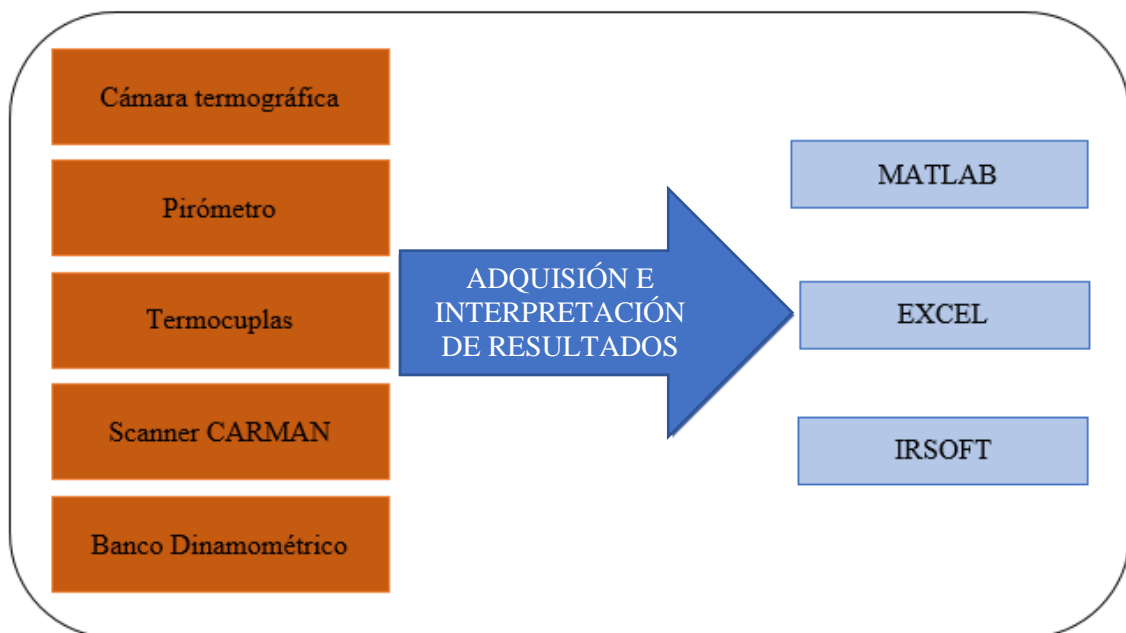 Cámara termográfica
Pirómetro
Termocuplas
Scanner CARMAN
Banco Dinamométrico
ADQUISIÓN E
INTERPRETACIÓN
DE RESULTADOS
MATLAB
EXCEL
IRSOFT